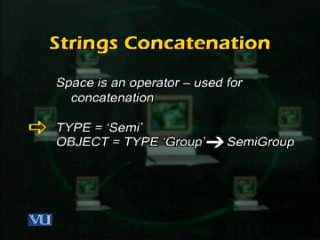 Strings Concatenation
Space is an operator – used for
concatenation
TYPE = ‘Semi’
OBJECT = TYPE ‘Group’ ➔ SemiGroup
VU